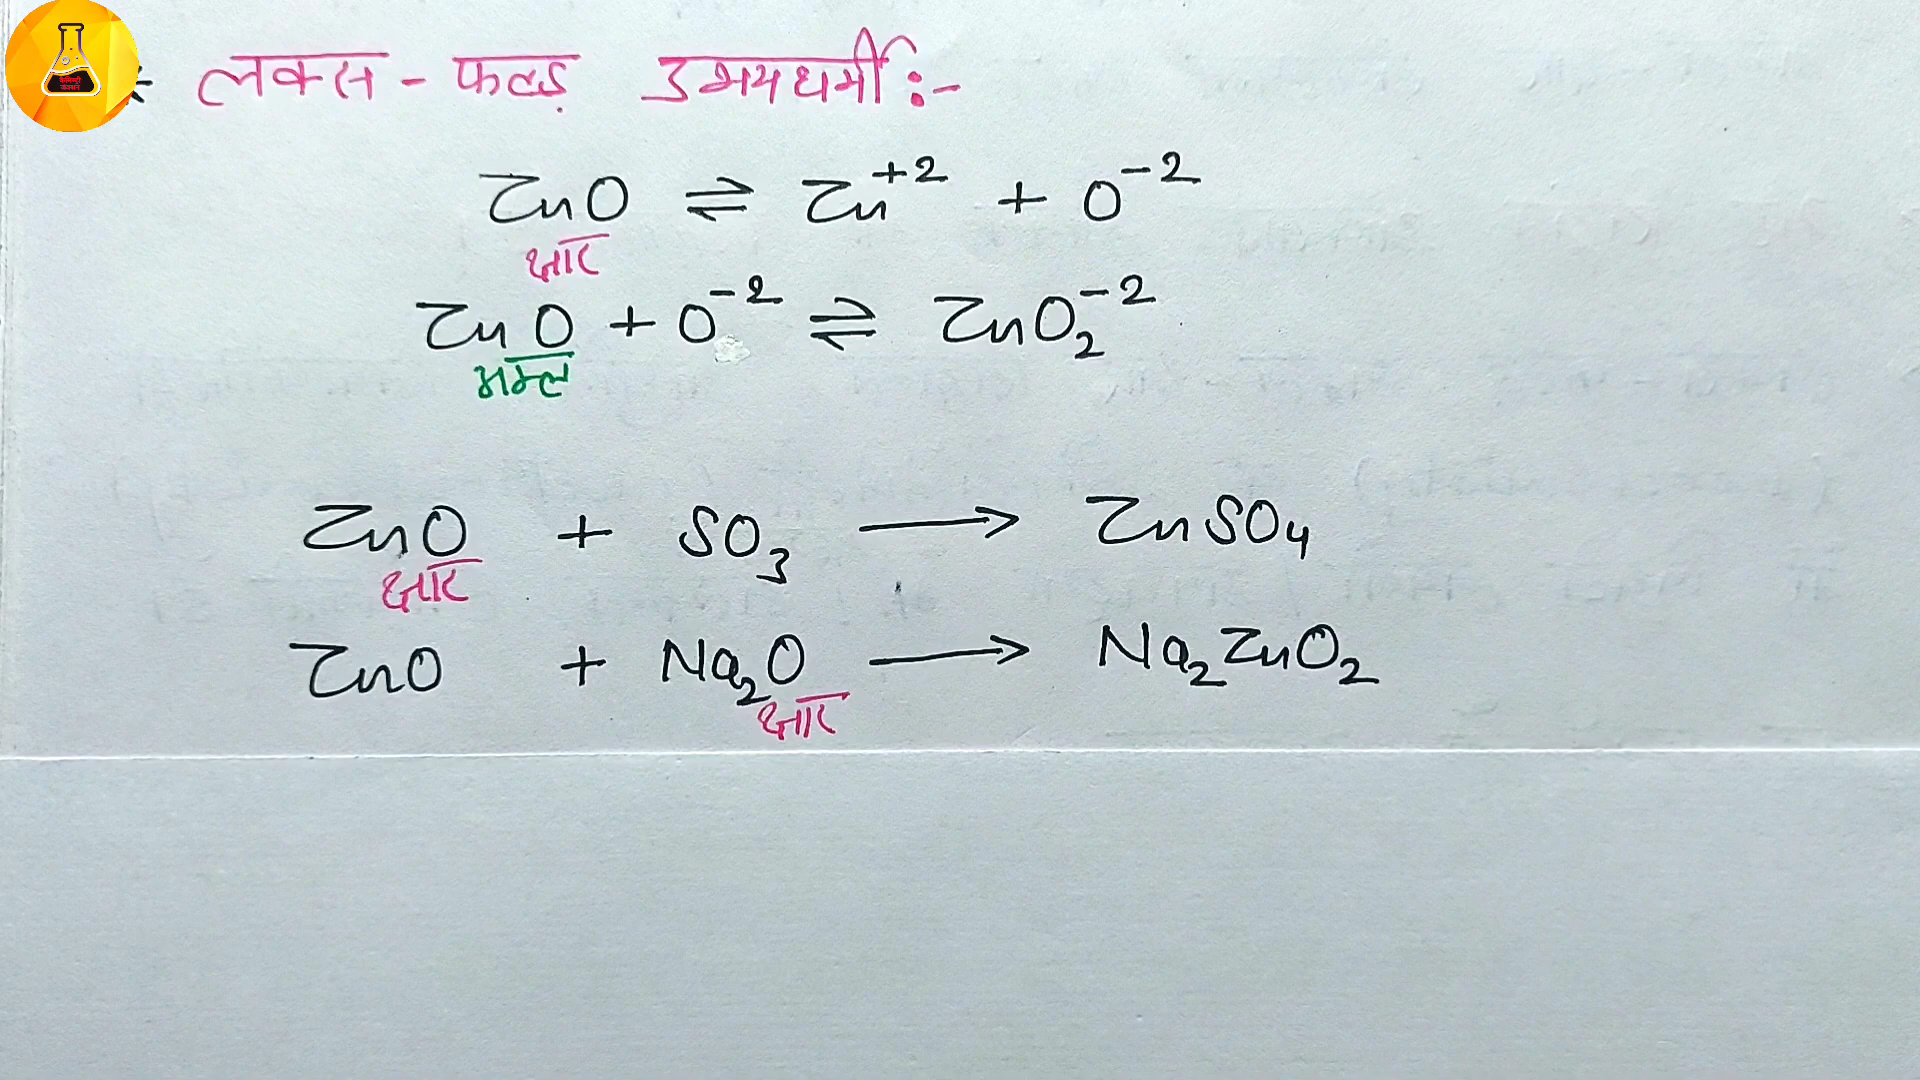 लक्स - फ्लड उभयधर्मी :-
ZnO ⇌ Zn⁺² + O⁻²
क्षार
ZnO + O⁻² ⇌ ZnO₂⁻²
अम्ल
ZnO + SO₃ ⟶ ZnSO₄
क्षार
ZnO + Na₂O ⟶ Na₂ZnO₂
क्षार